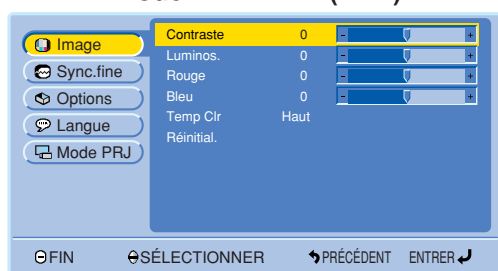 Image
Sync.fine
Options
Langue
Mode PRJ
Contraste 0 - +
Luminos. 0 - +
Rouge 0 - +
Bleu 0 - +
Temp Clr Haut
Réinitial.
FIN SÉLECTIONNER PRÉCÉDENT ENTRER